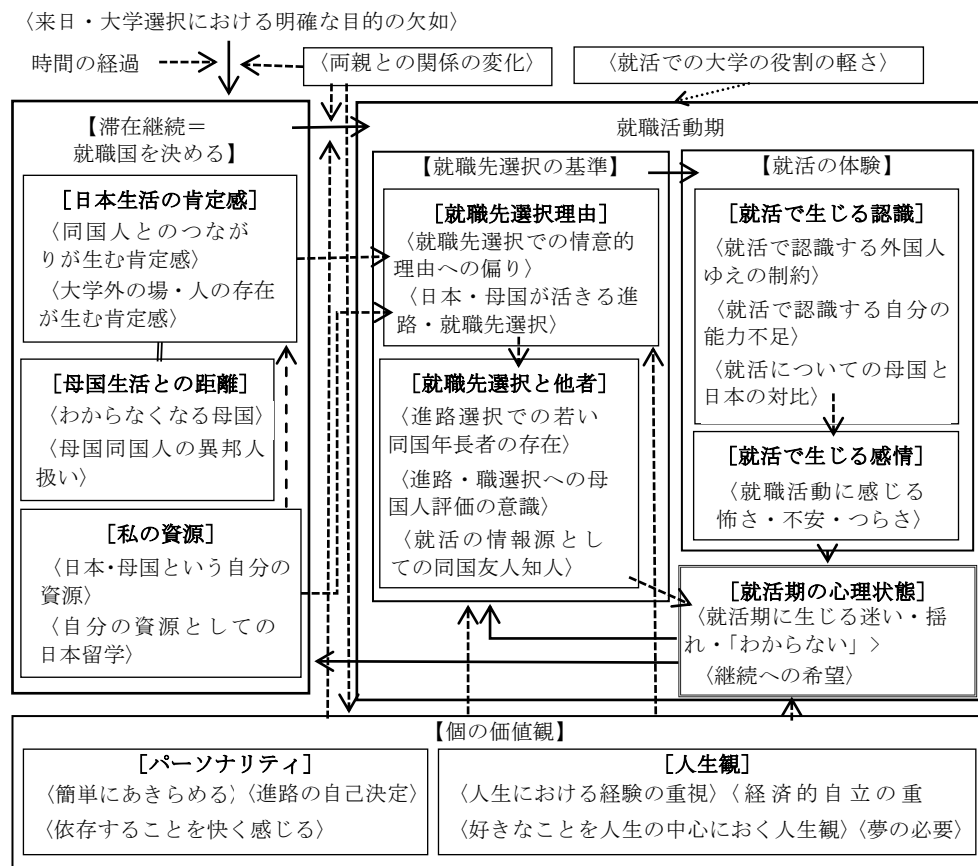 〈来日・大学選択における明確な目的の欠如〉
時間の経過
〈両親との関係の変化〉
〈就活での大学の役割の軽さ〉
【滞在継続＝
就職国を決める】
[日本生活の肯定感]
〈同国人とのつなが
りが生む肯定感〉
〈大学外の場・人の存在
が生む肯定感〉
[母国生活との距離]
〈わからなくなる母国〉
〈母国同国人の異邦人
扱い〉
[私の資源]
〈日本・母国という自分の
資源〉
〈自分の資源としての
日本留学〉
就職活動期
【就職先選択の基準】
[就職先選択理由]
〈就職先選択での情意的
理由への偏り〉
〈日本・母国が活きる進
路・就職先選択〉
[就職先選択と他者]
〈進路選択での若い
同国年長者の存在〉
〈進路・職選択への母
国人評価の意識〉
〈就活の情報源とし
ての同国友人知人〉
【就活の体験】
[就活で生じる認識]
〈就活で認識する外国人
ゆえの制約〉
〈就活で認識する自分の
能力不足〉
〈就活についての母国と
日本の対比〉
[就活で生じる感情]
〈就職活動に感じる
怖さ・不安・つらさ〉
[就活期の心理状態]
〈就活期に生じる迷い・揺
れ・「わからない」＞
〈継続への希望〉
【個の価値観】
[パーソナリティ]
〈簡単にあきらめる〉〈進路の自己決定〉
〈依存することを快く感じる〉
[人生観]
〈人生における経験の重視〉〈経済的自立の重
〈好きなことを人生の中心におく人生観〉〈夢の必要〉